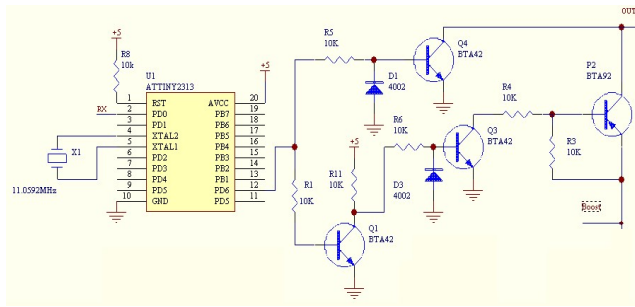 OUT
+5
R8
10k
U1
ATTINY2313
+5
1 RST AVCC 20
RX 2 PD0 PB7 19
3 PD1 PB6 18
4 XTAL2 PB5 17
5 XTAL1 PB4 16
6 PD2 PB3 15
7 PD3 PB2 14
8 PD4 PB1 13
9 PD5 PD6 12
10 GND PD5 11
X1
11.0592MHz
R5
10K
D1
4002
Q4
BTA42
R1
10K
+5
R11
10K
R6
10K
D3
4002
Q1
BTA42
Q3
BTA42
R4
10K
R3
10K
P2
BTA92
Boost